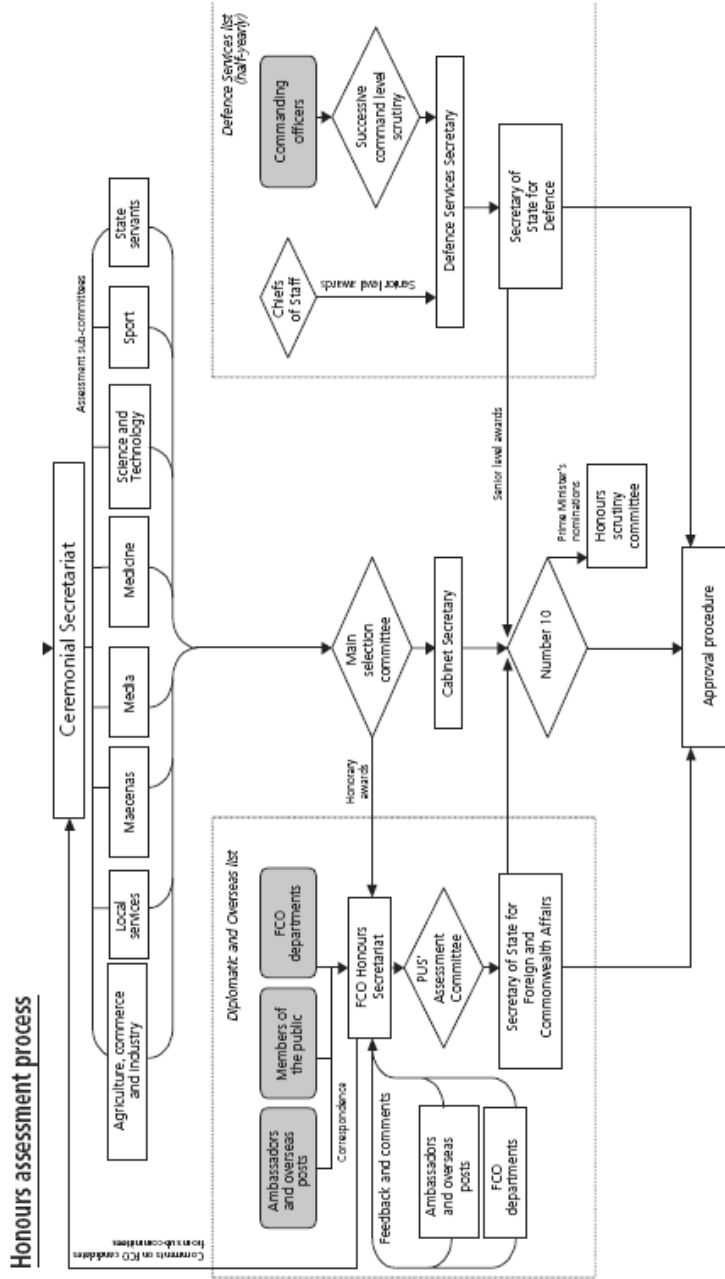 Honours assessment process
Ceremonial Secretariat
Assessment sub-committees
Agriculture, commerce
and industry
Local
services
Maecenas
Media
Medicine
Science and
Technology
Sport
State
servants
Comments on FCO candidates
from sub-committees
Diplomatic and Overseas list
Ambassadors
and overseas
posts
Members of
the public
FCO
departments
Correspondence
FCO Honours
Secretariat
Feedback and comments
PUS'
Assessment
Committee
Ambassadors
and overseas
posts
FCO
departments
Secretary of State for
Foreign and
Commonwealth Affairs
Honorary
awards
Main
selection
committee
Cabinet Secretary
Number 10
Prime Minister's
nominations
Honours
scrutiny
committee
Senior level awards
Defence Services list
(half-yearly)
Commanding
officers
Successive
command level
scrutiny
Chiefs
of Staff
Senior level
awards
Defence Services Secretary
Secretary of
State for
Defence
Approval procedure